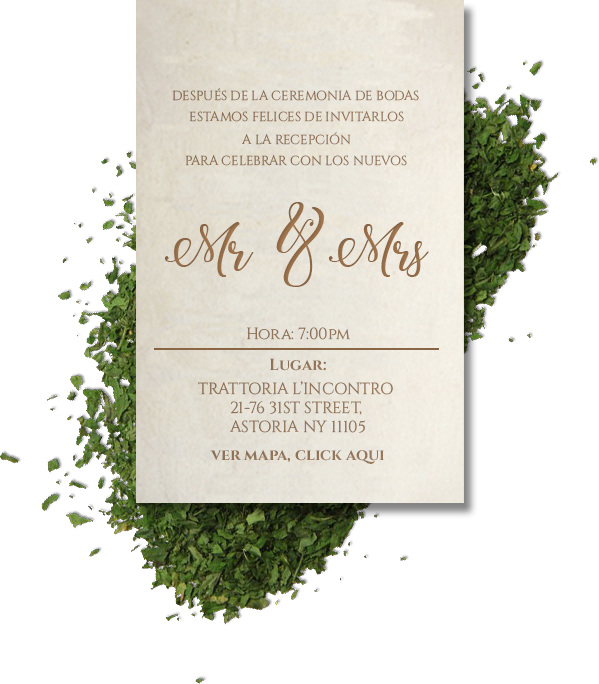 DESPUÉS DE LA CEREMONIA DE BODAS
ESTAMOS FELICES DE INVITARLOS
A LA RECEPCIÓN
PARA CELEBRAR CON LOS NUEVOS
Mr & Mrs
HORA: 7:00PM
LUGAR:
TRATTORIA L'INCONTRO
21-76 31ST STREET,
ASTORIA NY 11105
VER MAPA, CLICK AQUI